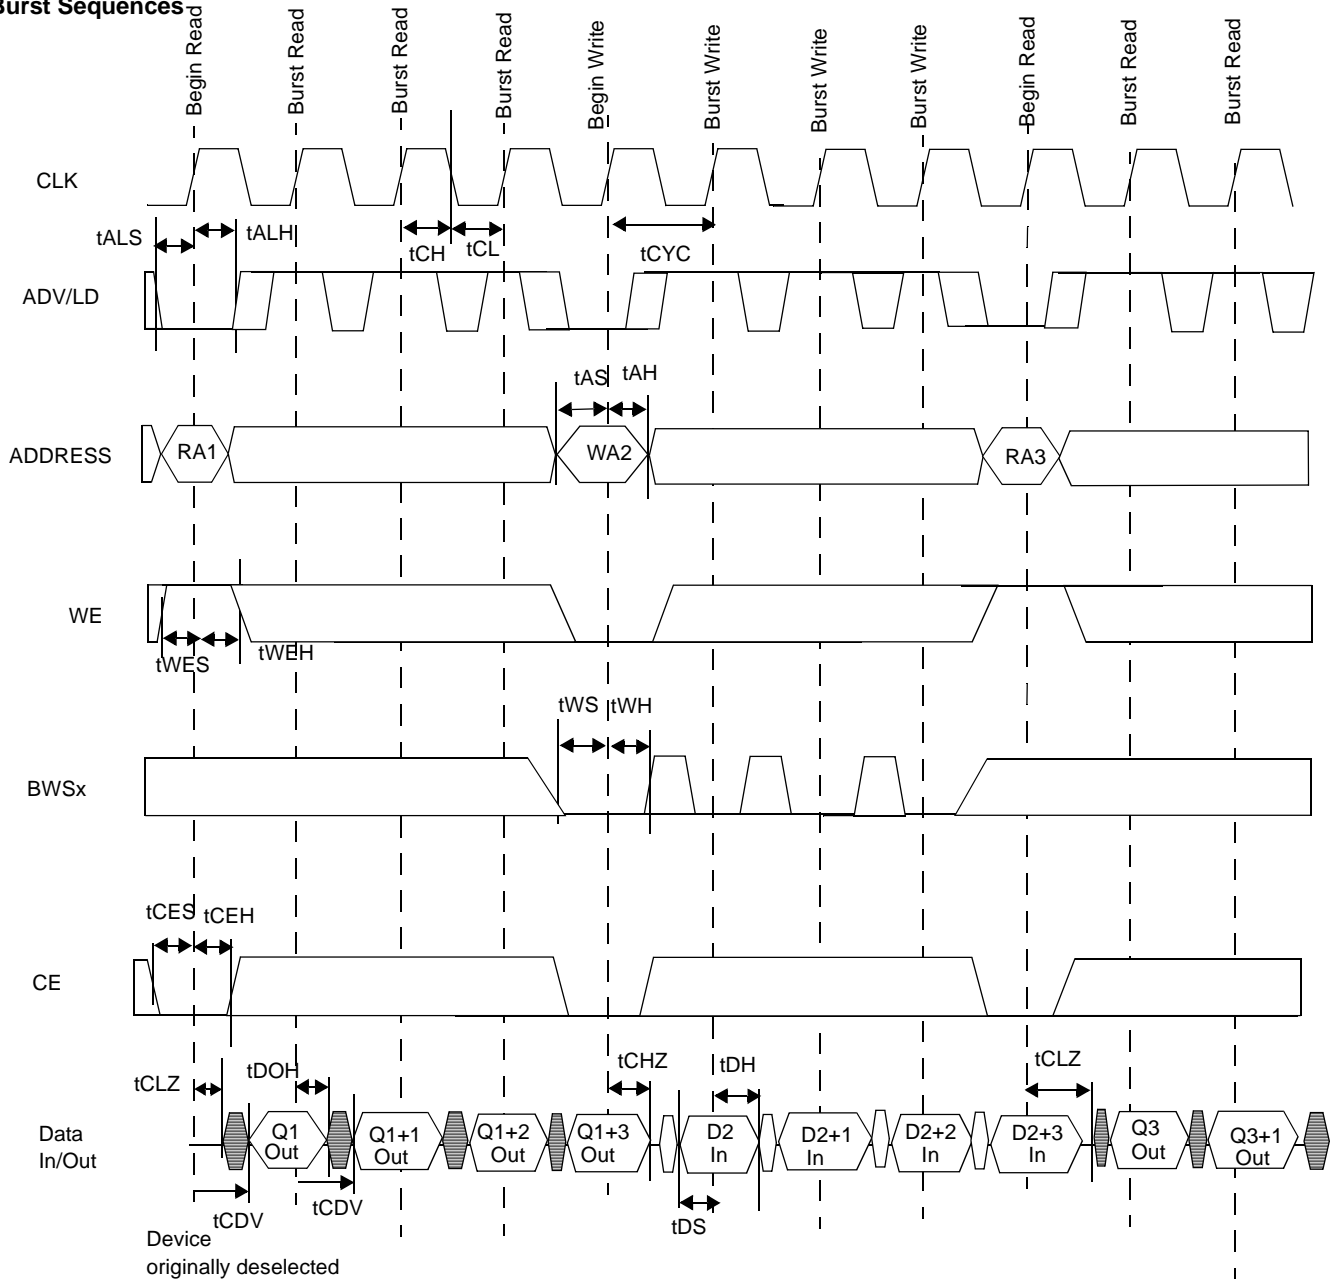 Burst Sequences
Begin Read
Burst Read
Burst Read
Burst Read
Begin Write
Burst Write
Burst Write
Burst Write
Begin Read
Burst Read
Burst Read
CLK
tALS
tALH
tCH
tCL
tCYC
ADV/LD
tAS
tAH
ADDRESS
RA1
WA2
RA3
WE
tWES
tWEH
tWS
tWH
BWSx
tCES
tCEH
CE
tCLZ
tDOH
tCHZ
tDH
tCLZ
Data
In/Out
Q1
Out
Q1+1
Out
Q1+2
Out
Q1+3
Out
D2
In
D2+1
In
D2+2
In
D2+3
In
Q3
Out
Q3+1
Out
tCDV
tCDV
tDS
Device
originally deselected